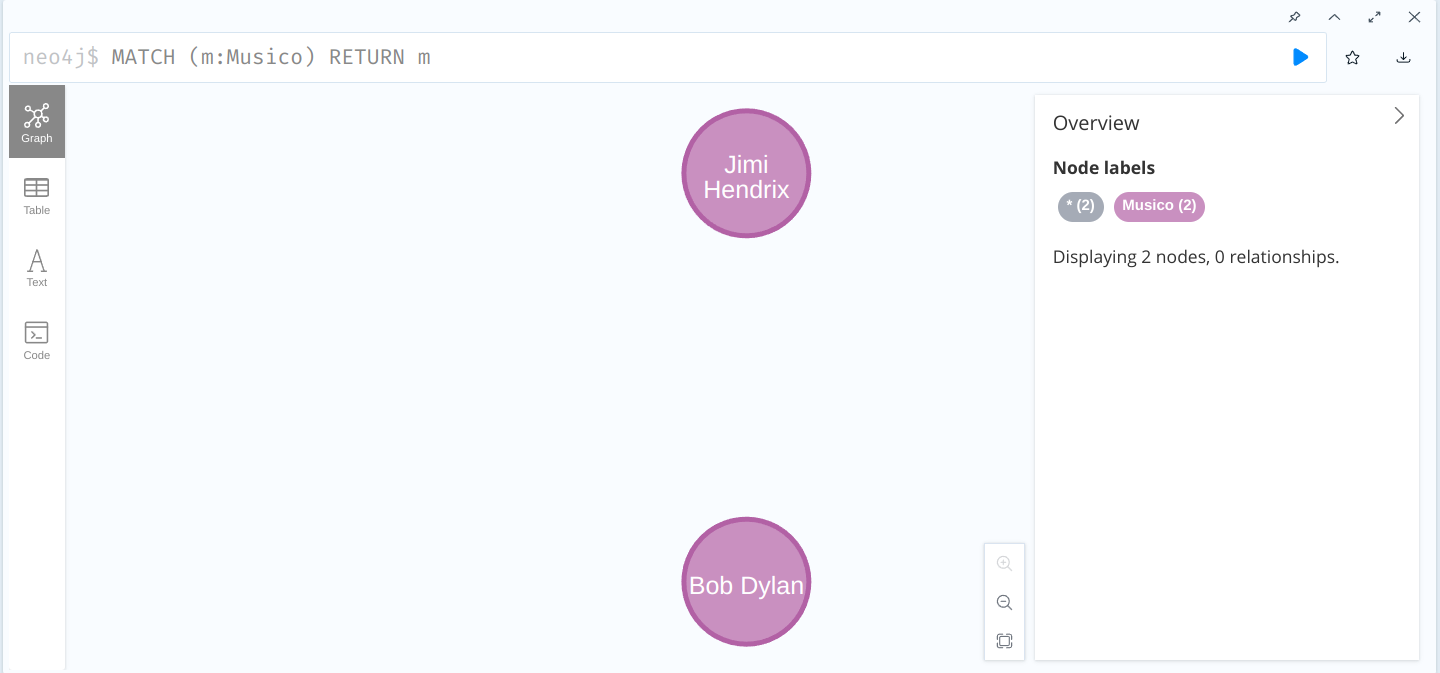 neo4j$ MATCH (m:Musico) RETURN m
Graph
Table
Text
Code
Jimi
Hendrix
Bob Dylan
Overview
Node labels
* (2) Musico (2)
Displaying 2 nodes, 0 relationships.